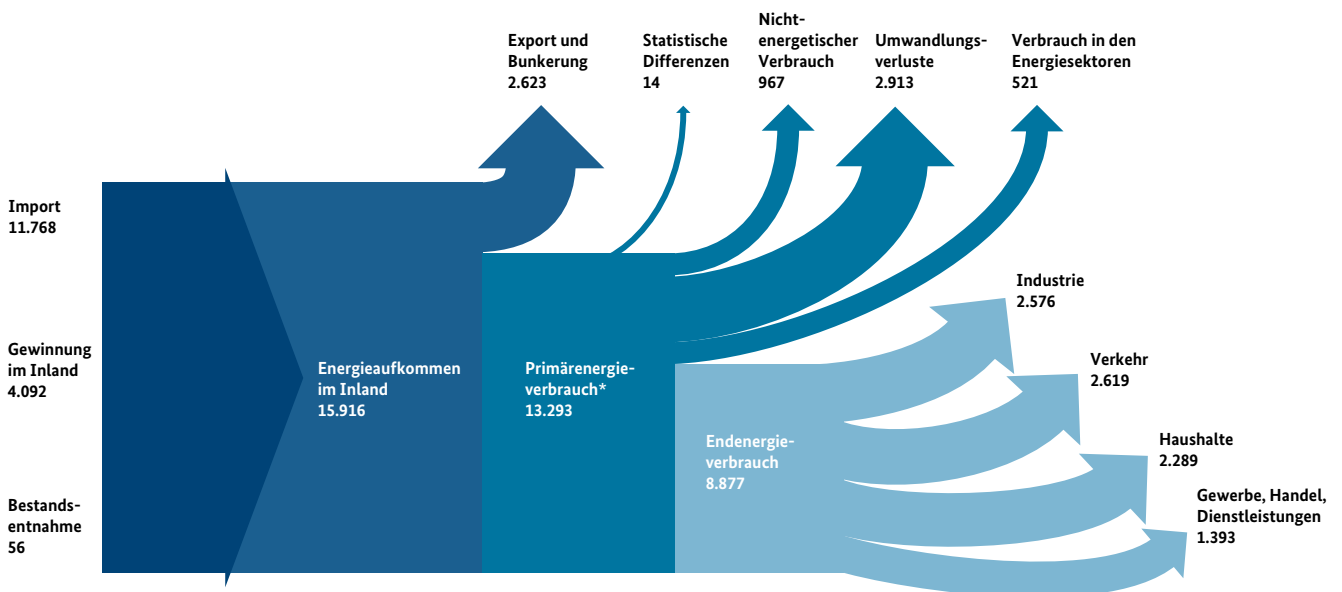 Export und
Bunkerung
2.623
Statistische
Differenzen
14
Nicht-
energetischer
Verbrauch
967
Umwandlungs-
verluste
2.913
Verbrauch in den
Energiesektoren
521
Import
11.768
Gewinnung
im Inland
4.092
Bestands-
entnahme
56
Energieaufkommen
im Inland
15.916
Primärenergie-
verbrauch*
13.293
Endenergie-
verbrauch
8.877
Industrie
2.576
Verkehr
2.619
Haushalte
2.289
Gewerbe, Handel,
Dienstleistungen
1.393